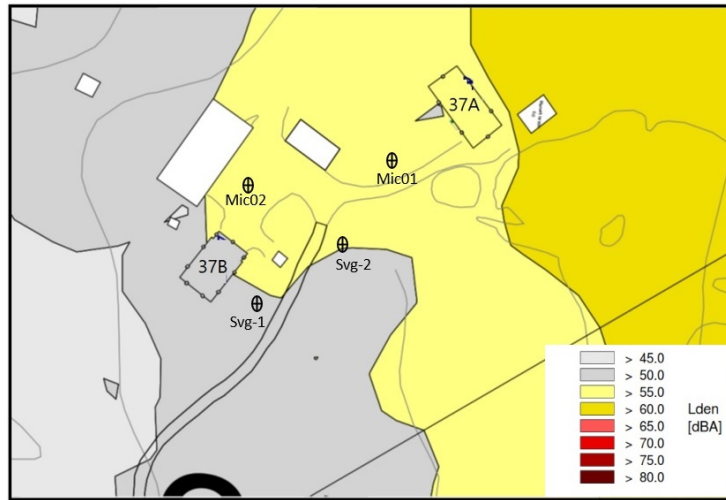 37A
Mic01
Mic02
Svg-2
37B
Svg-1
> 45.0
> 50.0
> 55.0
> 60.0 Lden
> 65.0 [dBA]
> 70.0
> 75.0
> 80.0